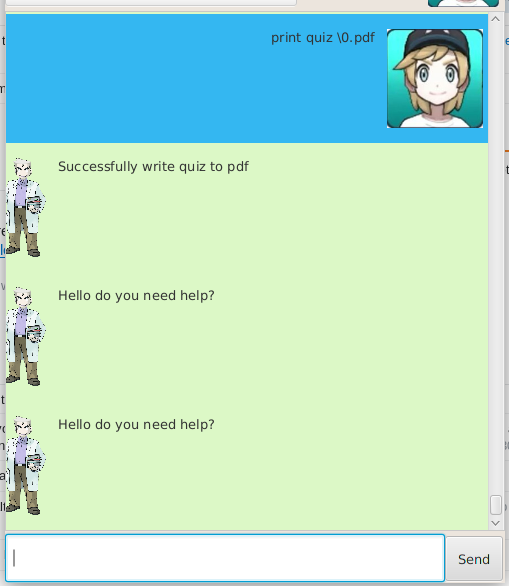 print quiz \0.pdf
Successfully write quiz to pdf
Hello do you need help?
Hello do you need help?
Send